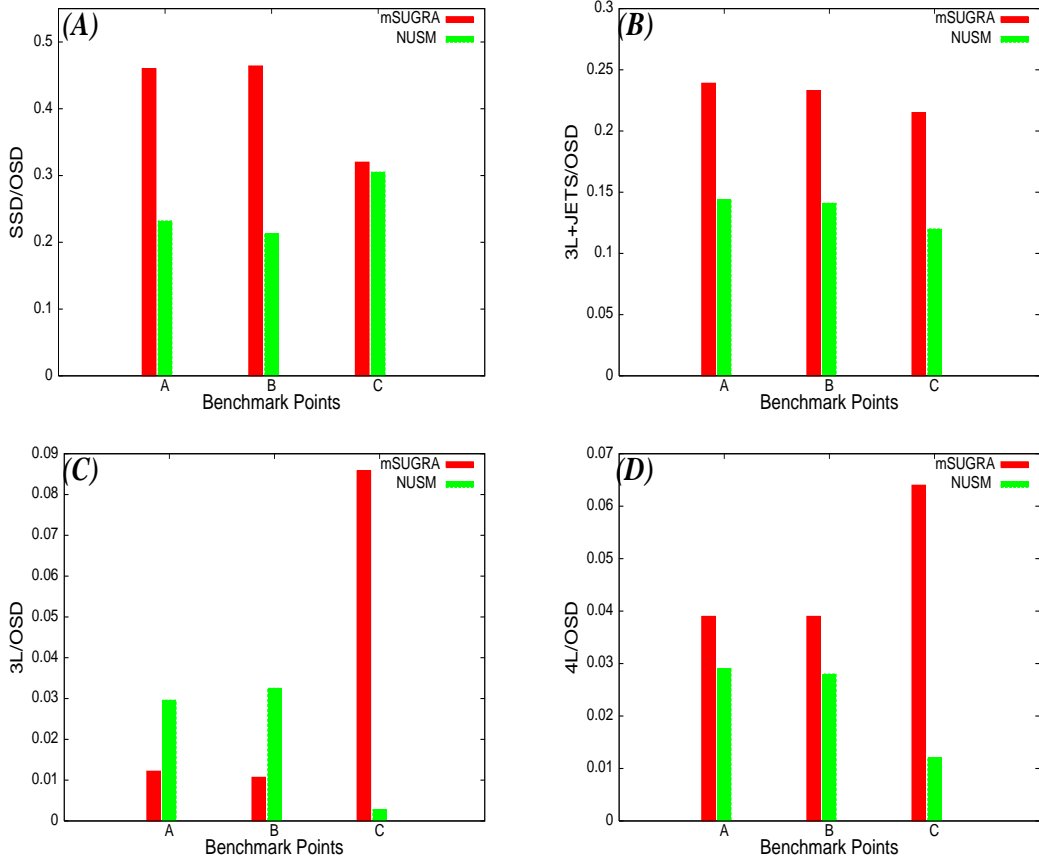 (A)
mSUGRA
NUSM
0.5
0.4
0.3
0.2
0.1
0
SSD/OSD
A B C
Benchmark Points
(B)
mSUGRA
NUSM
0.3
0.25
0.2
0.15
0.1
0.05
0
3L+JETS/OSD
A B C
Benchmark Points
(C)
mSUGRA
NUSM
0.09
0.08
0.07
0.06
0.05
0.04
0.03
0.02
0.01
0
3L/OSD
A B C
Benchmark Points
(D)
mSUGRA
NUSM
0.07
0.06
0.05
0.04
0.03
0.02
0.01
0
4L/OSD
A B C
Benchmark Points